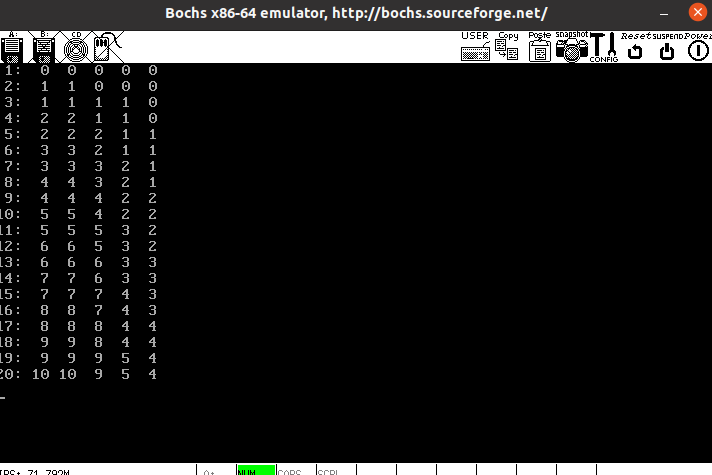 Bochs x86-64 emulator, http://bochs.sourceforge.net/
A: B: CD USER Copy Paste Snapshot CONFIG Reset SUSPEND Power
1: 0 0 0 0 0
2: 1 1 0 0 0
3: 1 1 1 1 0
4: 2 2 1 1 0
5: 2 2 2 1 1
6: 3 3 2 1 1
7: 3 3 3 2 1
8: 4 4 3 2 1
9: 4 4 4 2 2
10: 5 5 4 2 2
11: 5 5 5 3 2
12: 6 6 5 3 2
13: 6 6 6 3 3
14: 7 7 6 3 3
15: 7 7 7 4 3
16: 8 8 7 4 3
17: 8 8 8 4 4
18: 9 9 8 4 4
19: 9 9 9 5 4
20: 10 10 9 5 4
IPS: 71.792M A: NUM CAPS SCRL